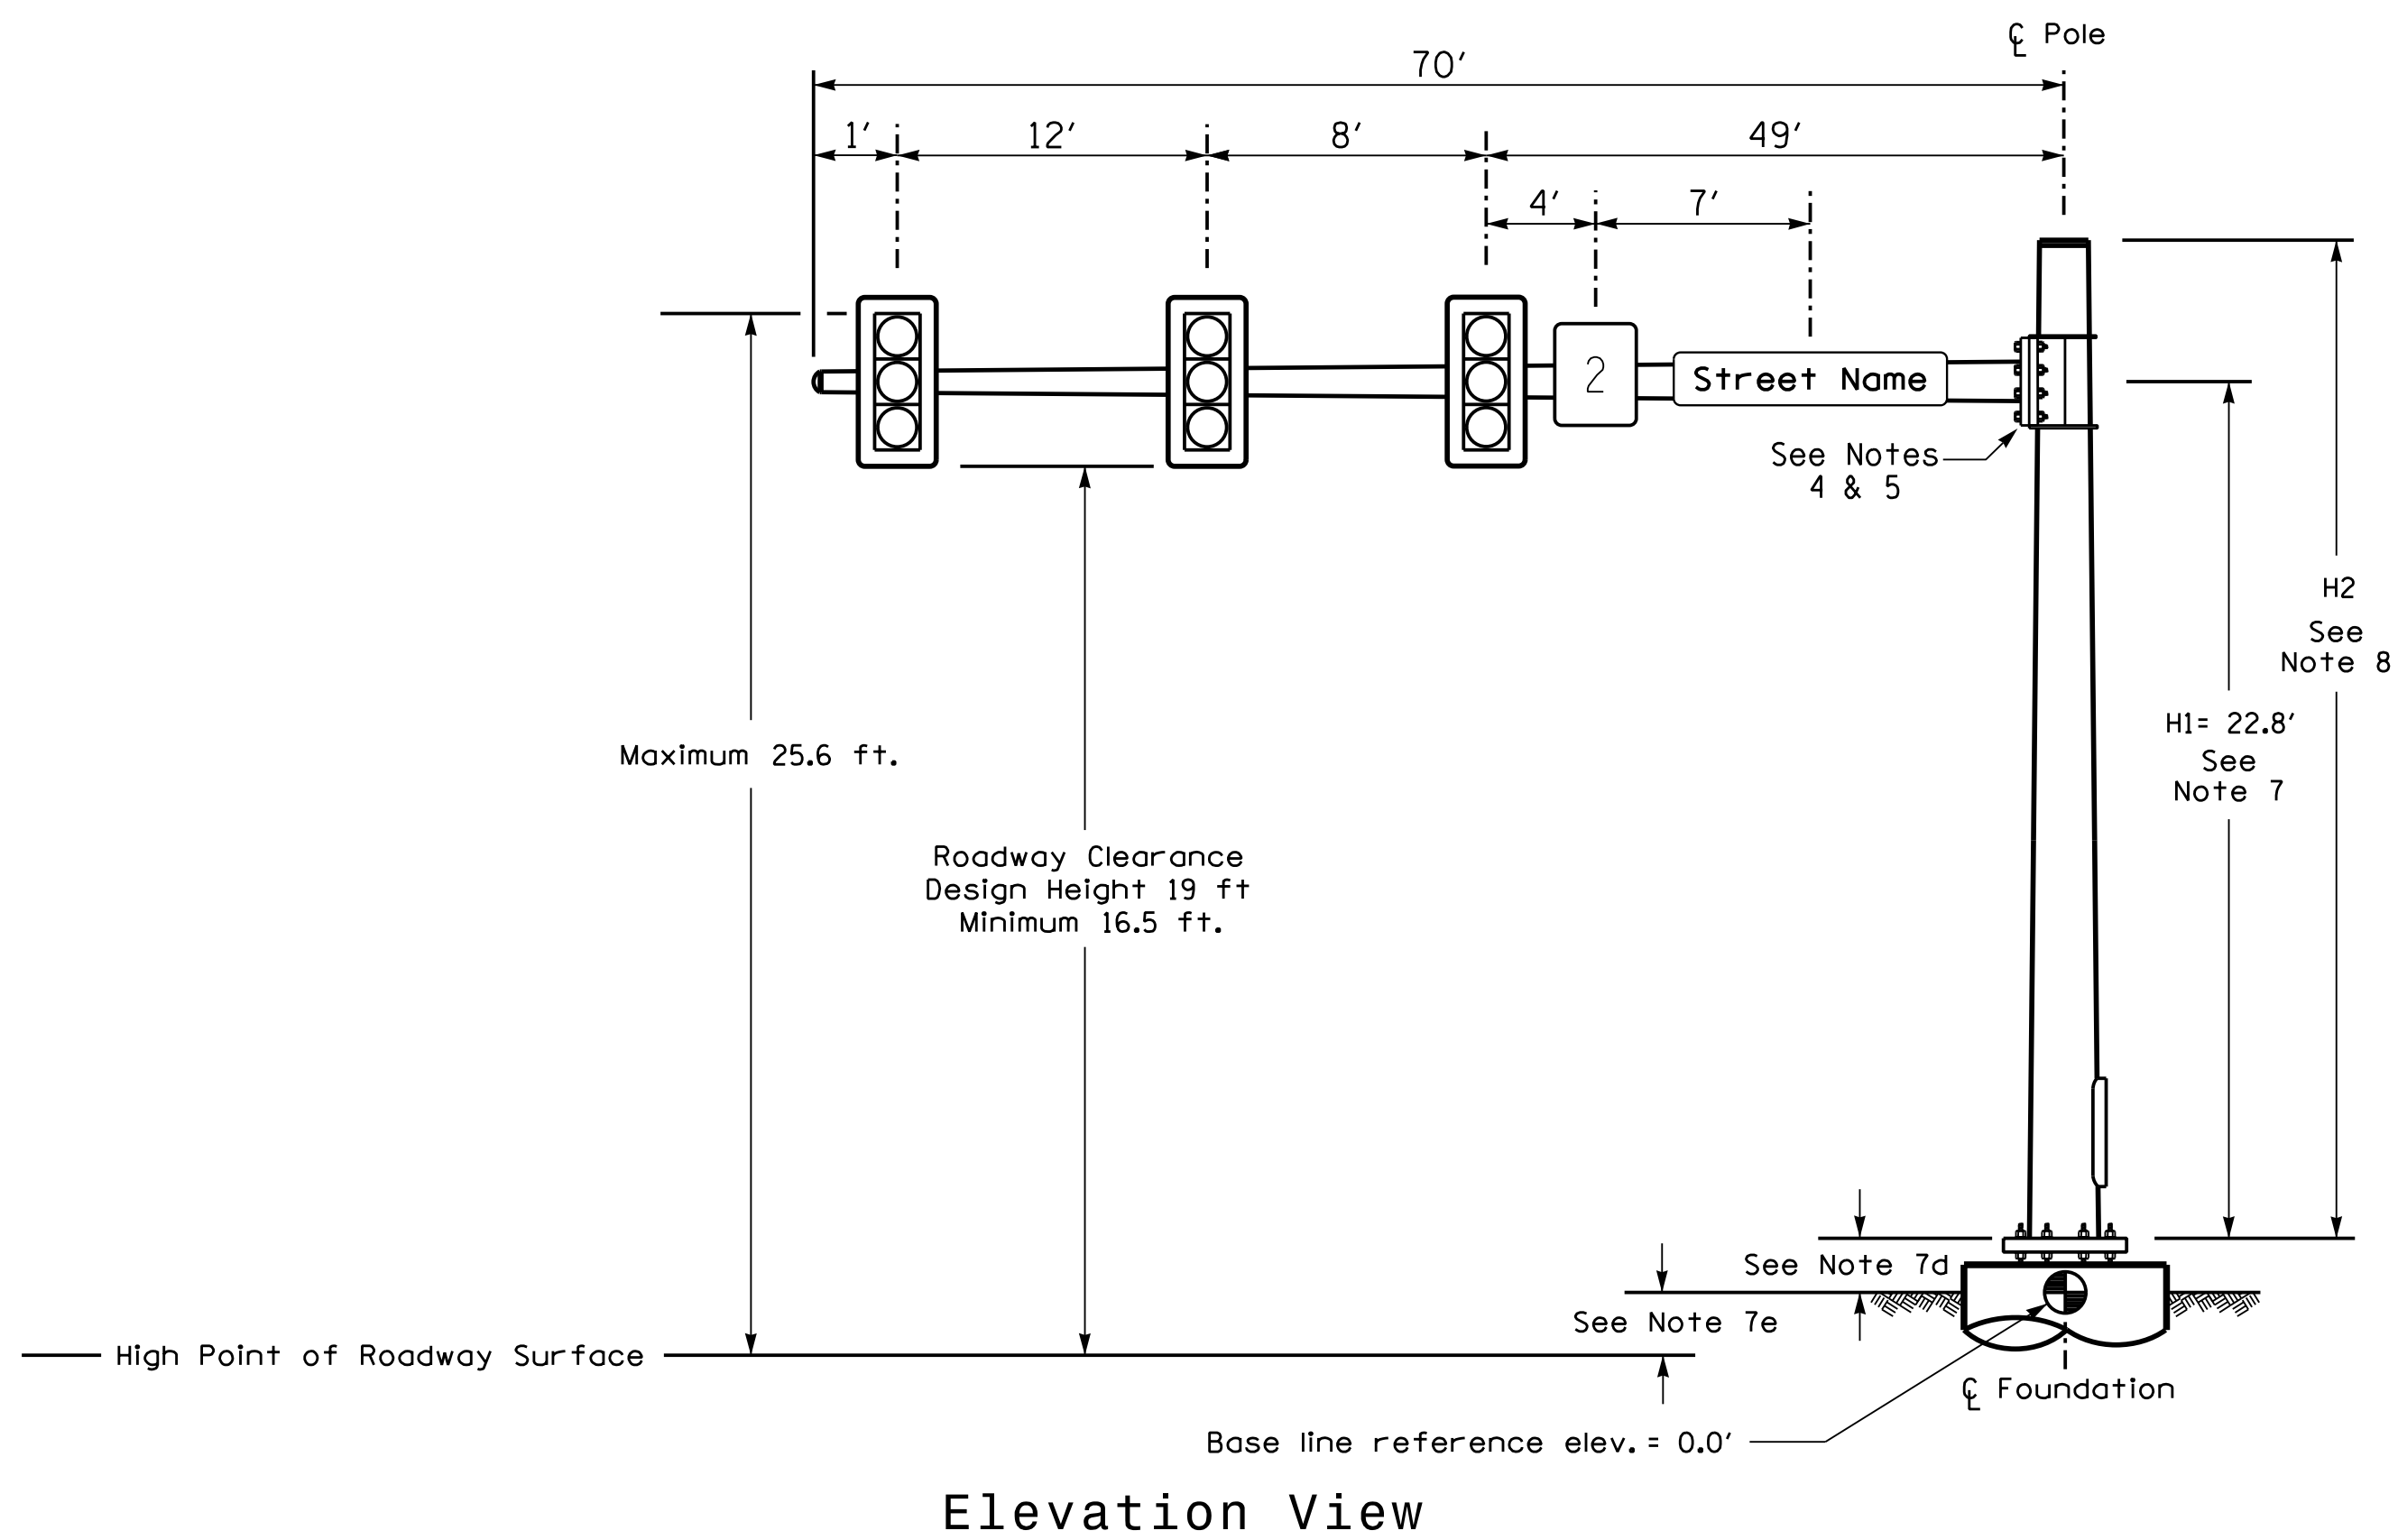 ℄ Pole
70′
1′ 12′ 8′ 49′
4′ 7′
2
Street Name
See Notes
4 & 5
H2
See
Note 8
H1= 22.8′
See
Note 7
Maximum 25.6 ft.
Roadway Clearance
Design Height 19 ft
Minimum 16.5 ft.
See Note 7d
See Note 7e
High Point of Roadway Surface
℄ Foundation
Base line reference elev. = 0.0′
Elevation View